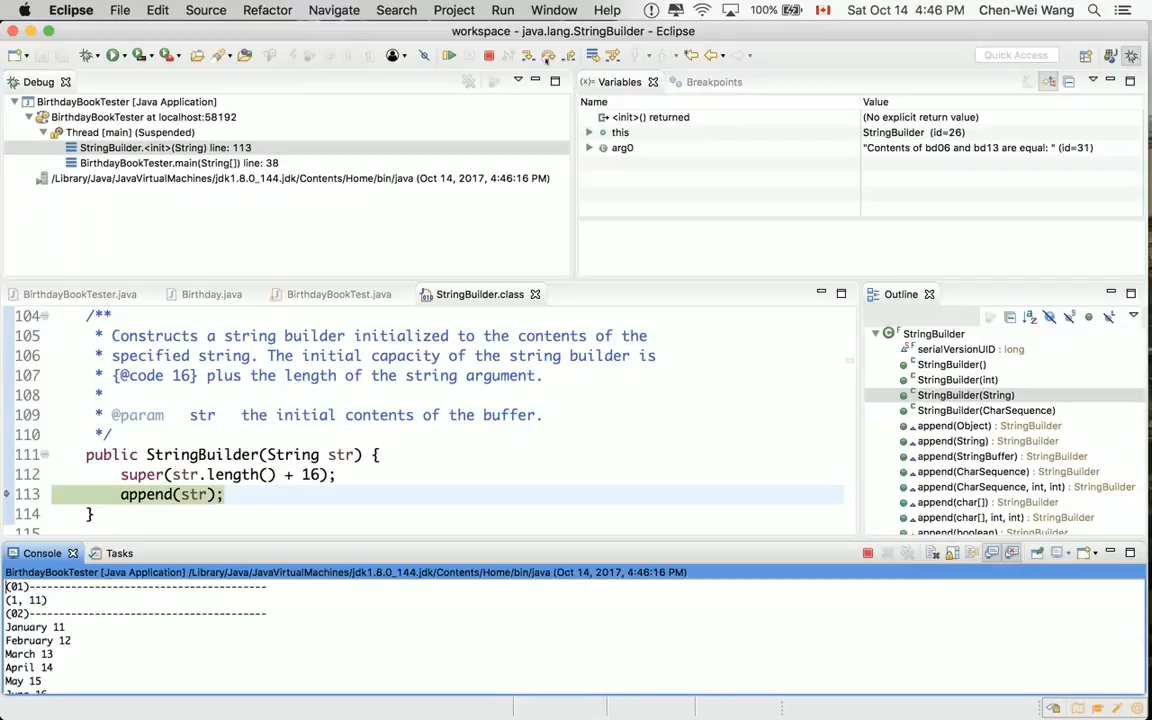 Eclipse File Edit Source Refactor Navigate Search Project Run Window Help 100% Sat Oct 14 4:46 PM Chen-Wei Wang
workspace - java.lang.StringBuilder - Eclipse
Quick Access
Debug
BirthdayBookTester [Java Application]
BirthdayBookTester at localhost:58192
Thread [main] (Suspended)
StringBuilder.<init>(String) line: 113
BirthdayBookTester.main(String[]) line: 38
/Library/Java/JavaVirtualMachines/jdk1.8.0_144.jdk/Contents/Home/bin/java (Oct 14, 2017, 4:46:16 PM)
(x)= Variables Breakpoints
Name Value
<init>() returned (No explicit return value)
this StringBuilder (id=26)
arg0 "Contents of bd06 and bd13 are equal: " (id=31)
BirthdayBookTester.java Birthday.java BirthdayBookTest.java StringBuilder.class
104 /**
105 * Constructs a string builder initialized to the contents of the
106 * specified string. The initial capacity of the string builder is
107 * {@code 16} plus the length of the string argument.
108 *
109 * @param str the initial contents of the buffer.
110 */
111 public StringBuilder(String str) {
112 super(str.length() + 16);
113 append(str);
114 }
115
Outline
StringBuilder
serialVersionUID : long
StringBuilder()
StringBuilder(int)
StringBuilder(String)
StringBuilder(CharSequence)
append(Object) : StringBuilder
append(String) : StringBuilder
append(StringBuffer) : StringBuilder
append(CharSequence) : StringBuilder
append(CharSequence, int, int) : StringBuilder
append(char[]) : StringBuilder
append(char[], int, int) : StringBuilder
append(boolean) : StringBuilder
Console Tasks
BirthdayBookTester [Java Application] /Library/Java/JavaVirtualMachines/jdk1.8.0_144.jdk/Contents/Home/bin/java (Oct 14, 2017, 4:46:16 PM)
(01)----------------------------------------
(1, 11)
(02)----------------------------------------
January 11
February 12
March 13
April 14
May 15
June 16